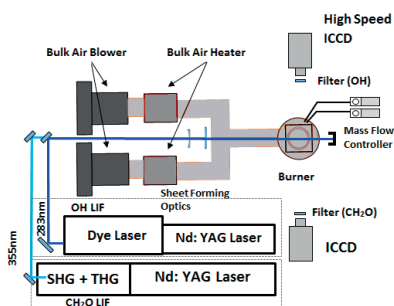 High Speed
ICCD
Bulk Air Blower
Bulk Air Heater
Filter (OH)
Mass Flow
Controller
Burner
Sheet Forming
Optics
OH LIF
283nm
355nm
Dye Laser
Nd: YAG Laser
Filter (CH₂O)
ICCD
SHG + THG
Nd: YAG Laser
CH₂O LIF